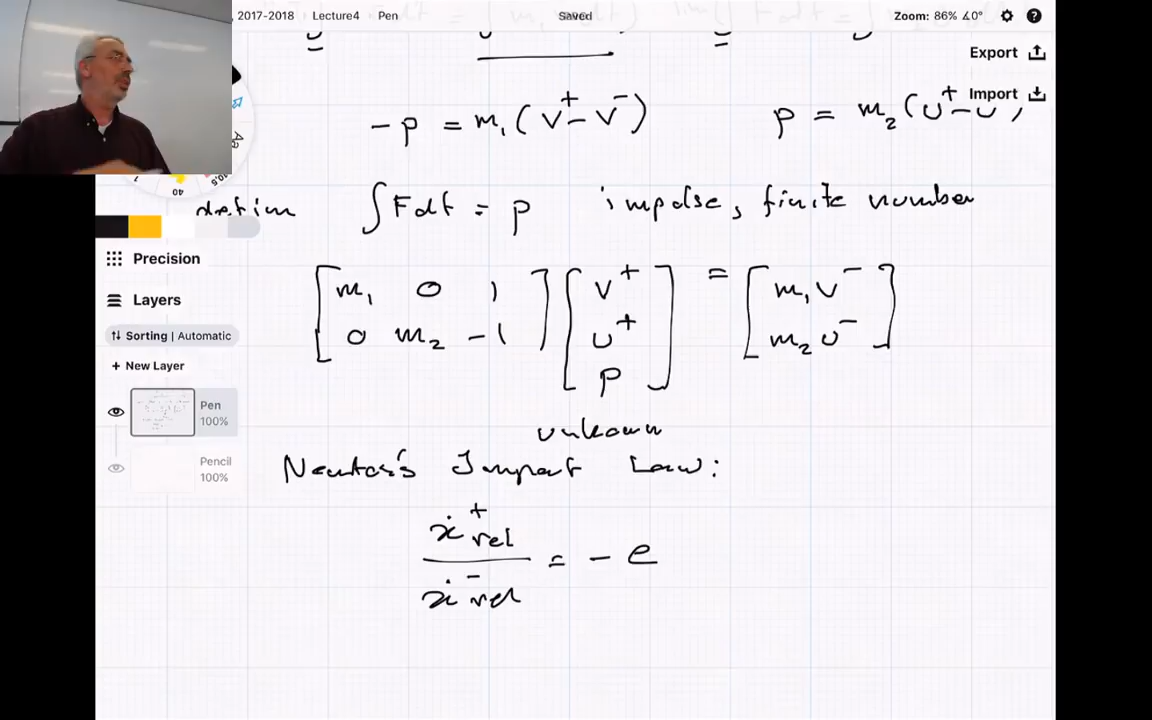 , 2017-2018 Lecture4 Pen Saved Zoom: 86% ∠0°
Export
Import
-p = m₁(v⁺-v⁻) p = m₂(u⁺-u⁻)
∫Fdt = p impulse, finite number
Precision
Layers
Sorting | Automatic
+ New Layer
Pen
100%
Pencil
100%
[m₁ 0 1] [v⁺] = [m₁v⁻]
[0 m₂ -1] [u⁺] [m₂u⁻]
[p]
unkown
Newton's Impact Law:
ẋ⁺rel
—— = - e
ẋ⁻rel